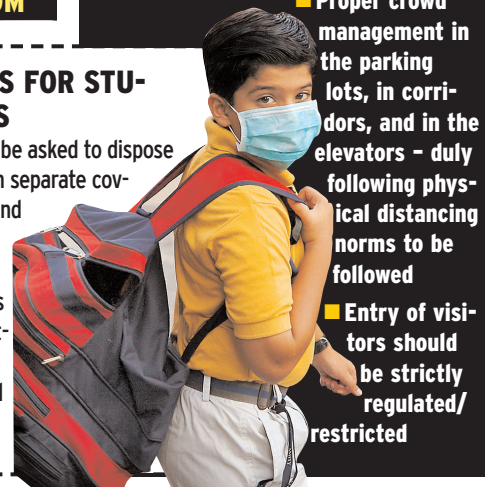 OM
S FOR STU-
S
be asked to dispose
n separate cov-
nd
s
-
l
■ Proper crowd
management in
the parking
lots, in corri-
dors, and in the
elevators – duly
following phys-
ical distancing
norms to be
followed
■ Entry of visi-
tors should
be strictly
regulated/
restricted